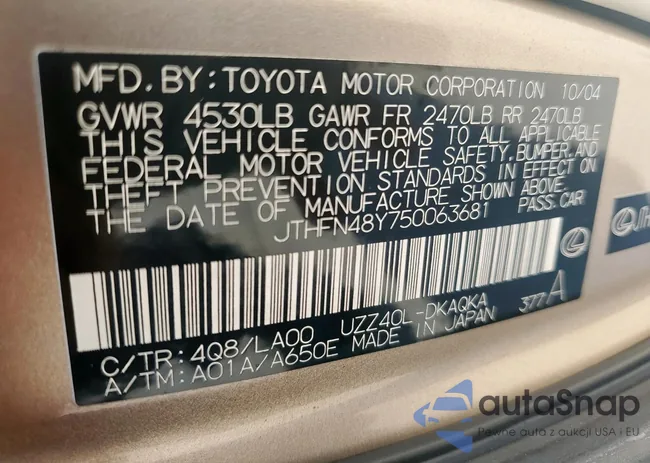 MFD. BY: TOYOTA MOTOR CORPORATION 10/04
GVWR 4530LB GAWR FR 2470LB RR 2470LB
THIS VEHICLE CONFORMS TO ALL APPLICABLE
FEDERAL MOTOR VEHICLE SAFETY, BUMPER, AND
THEFT PREVENTION STANDARDS IN EFFECT ON
THE DATE OF MANUFACTURE SHOWN ABOVE.
JTHFN48Y750063681 PASS. CAR
C/TR: 4Q8/LA00 UZZ40L-DKAQKA 377A
A/TM: A01A/A650E MADE IN JAPAN
autoSnap
Pewne auto z aukcji USA i EU